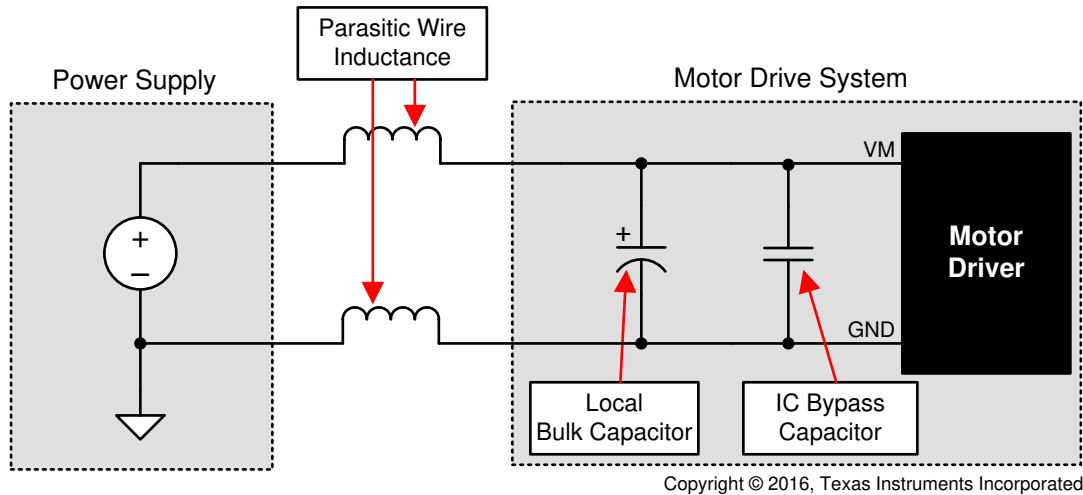 Parasitic Wire
Inductance
Power Supply
Motor Drive System
VM
+
–
+
Motor
Driver
GND
Local
Bulk Capacitor
IC Bypass
Capacitor
Copyright © 2016, Texas Instruments Incorporated